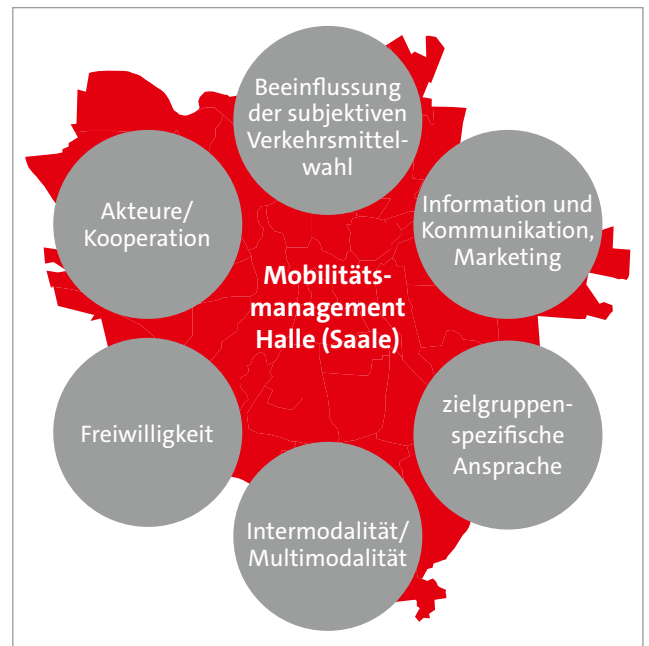 Beeinflussung
der subjektiven
Verkehrsmittel-
wahl
Akteure/
Kooperation
Information und
Kommunikation,
Marketing
Mobilitäts-
management
Halle (Saale)
Freiwilligkeit
zielgruppen-
spezifische
Ansprache
Intermodalität/
Multimodalität